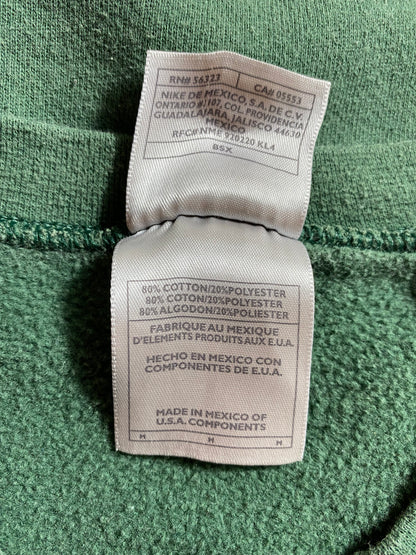 RN# 56323 CA# 05553
NIKE DE MEXICO, S.A. DE C.V.
ONTARIO #1107, COL. PROVIDENCIA
GUADALAJARA, JALISCO 44630
MEXICO
RFC# NME 920220 KL4
BSX
80% COTTON/20%POLYESTER
80% COTON/20%POLYESTER
80% ALGODON/20%POLIESTER
FABRIQUE AU MEXIQUE
D'ELEMENTS PRODUITS AUX E.U.A.
HECHO EN MEXICO CON
COMPONENTES DE E.U.A.
MADE IN MEXICO OF
U.S.A. COMPONENTS
M M M